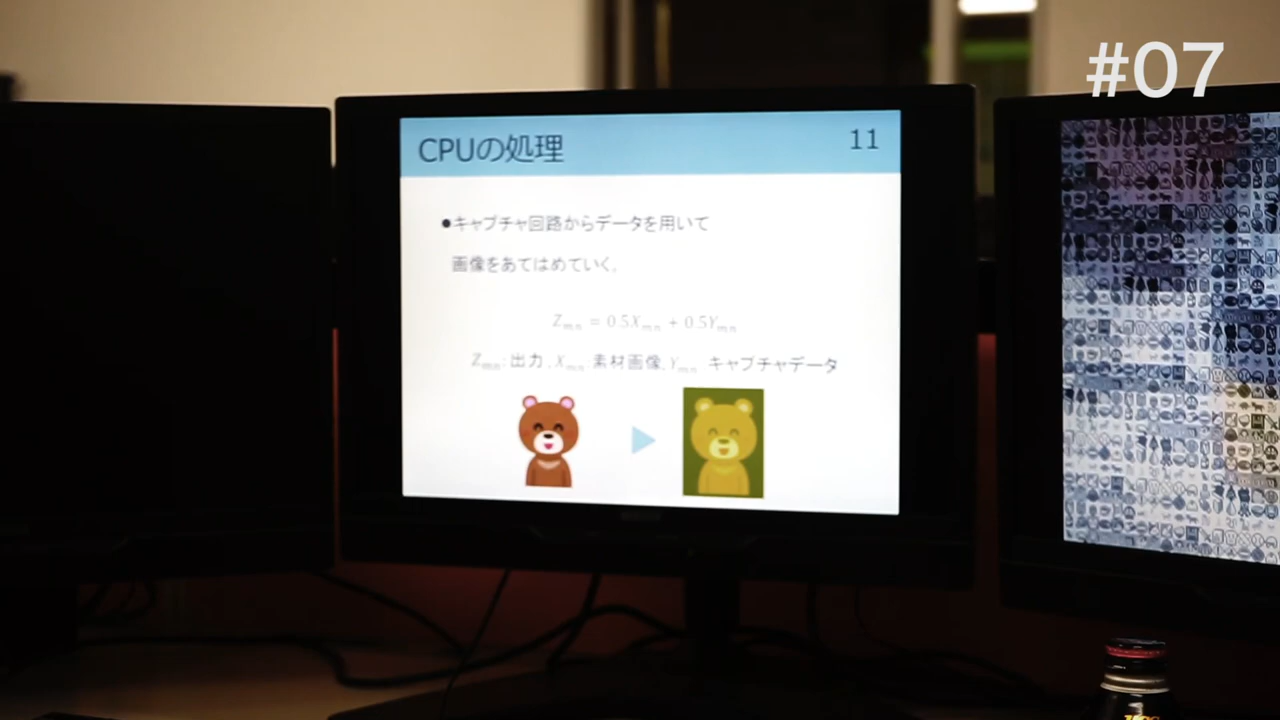 #07
CPUの処理
11
●キャプチャ回路からデータを用いて
画像をあてはめていく。
Zmn = 0.5Xmn + 0.5Ymn
Zmn:出力,Xmn:素材画像,Ymn キャプチャデータ